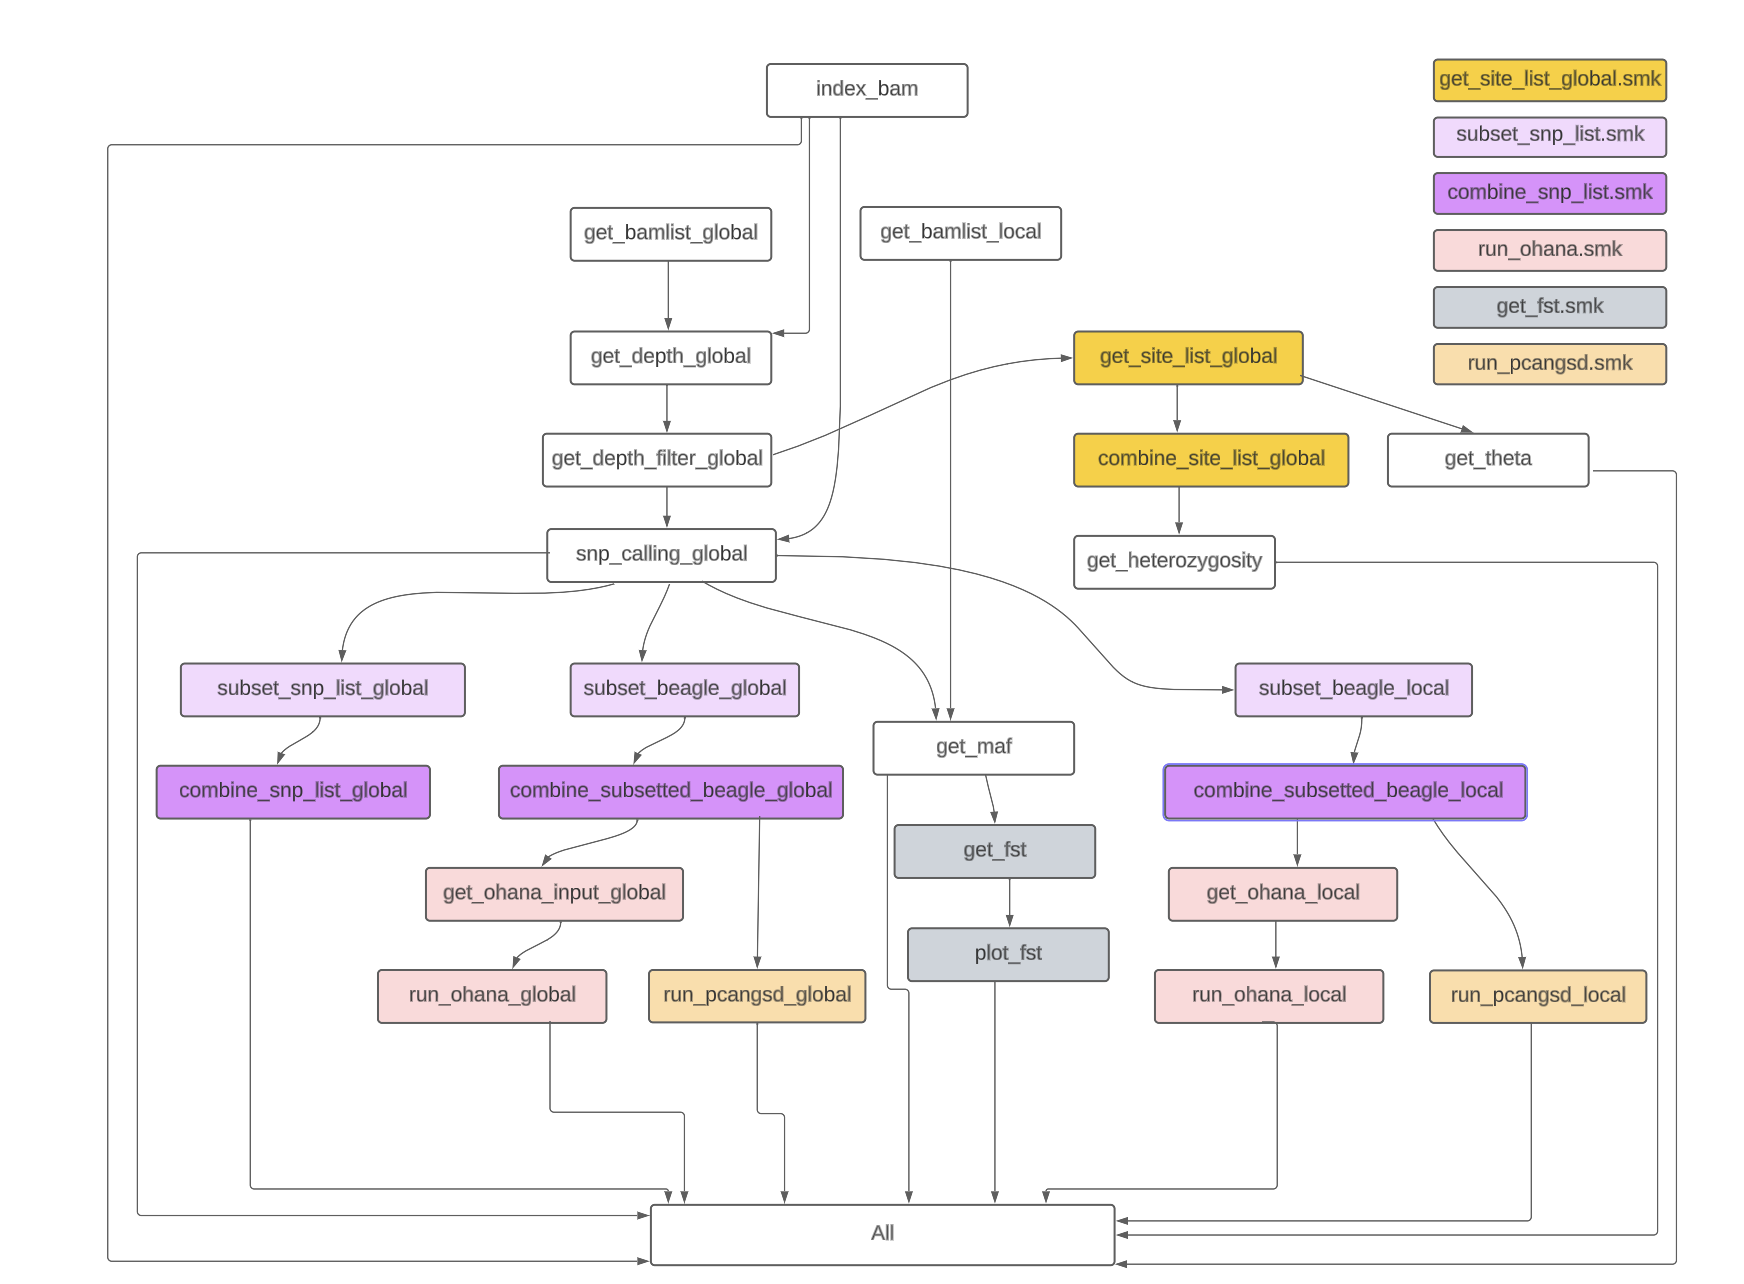 index_bam
get_site_list_global.smk
subset_snp_list.smk
combine_snp_list.smk
run_ohana.smk
get_fst.smk
run_pcangsd.smk
get_bamlist_global
get_bamlist_local
get_depth_global
get_site_list_global
get_depth_filter_global
combine_site_list_global
get_theta
snp_calling_global
get_heterozygosity
subset_snp_list_global
subset_beagle_global
subset_beagle_local
get_maf
combine_snp_list_global
combine_subsetted_beagle_global
combine_subsetted_beagle_local
get_fst
get_ohana_input_global
get_ohana_local
plot_fst
run_ohana_global
run_pcangsd_global
run_ohana_local
run_pcangsd_local
All